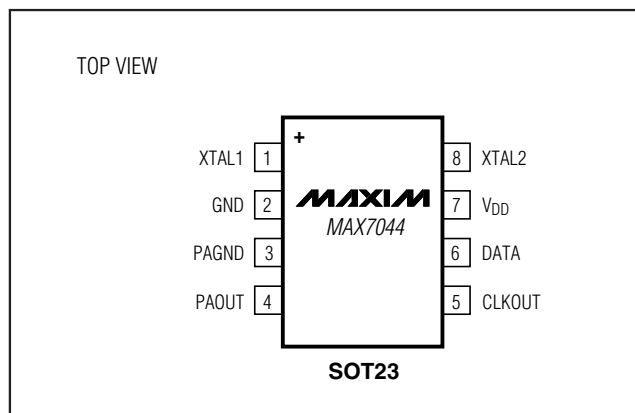 TOP VIEW
+
XTAL1 1 8 XTAL2
GND 2 MAXIM 7 VDD
MAX7044
PAGND 3 6 DATA
PAOUT 4 5 CLKOUT
SOT23